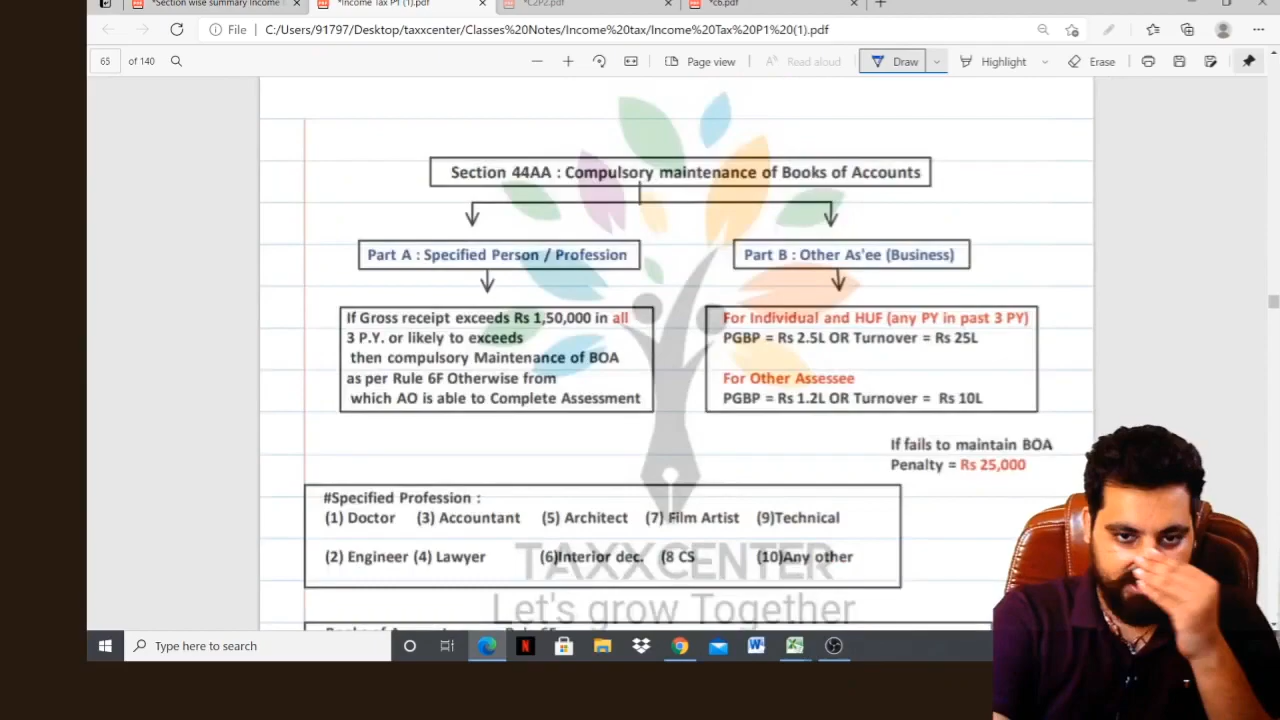 *Section wise summary Income
*Income Tax P1 (1).pdf
*C2P2.pdf
*c6.pdf
File
C:/Users/91797/Desktop/taxxcenter/Classes%20Notes/Income%20tax/Income%20Tax%20P1%20(1).pdf
65 of 140
Page view
Read aloud
Draw
Highlight
Erase
Section 44AA : Compulsory maintenance of Books of Accounts
Part A : Specified Person / Profession
If Gross receipt exceeds Rs 1,50,000 in all
3 P.Y. or likely to exceeds
then compulsory Maintenance of BOA
as per Rule 6F Otherwise from
which AO is able to Complete Assessment
Part B : Other As'ee (Business)
For Individual and HUF (any PY in past 3 PY)
PGBP = Rs 2.5L OR Turnover = Rs 25L
For Other Assessee
PGBP = Rs 1.2L OR Turnover = Rs 10L
If fails to maintain BOA
Penalty = Rs 25,000
#Specified Profession :
(1) Doctor (3) Accountant (5) Architect (7) Film Artist (9)Technical
(2) Engineer (4) Lawyer (6)Interior dec. (8 CS (10)Any other
TAXXCENTER
Let's grow Together
Type here to search